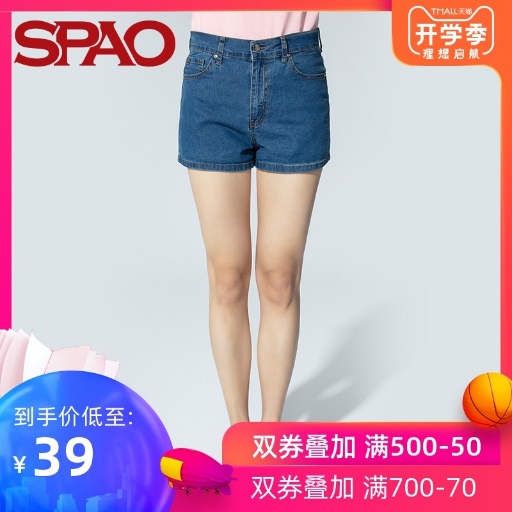 SPAO
TMALL天猫
开学季
理想启航
到手价低至:
¥39
双券叠加 满500-50
双券叠加 满700-70